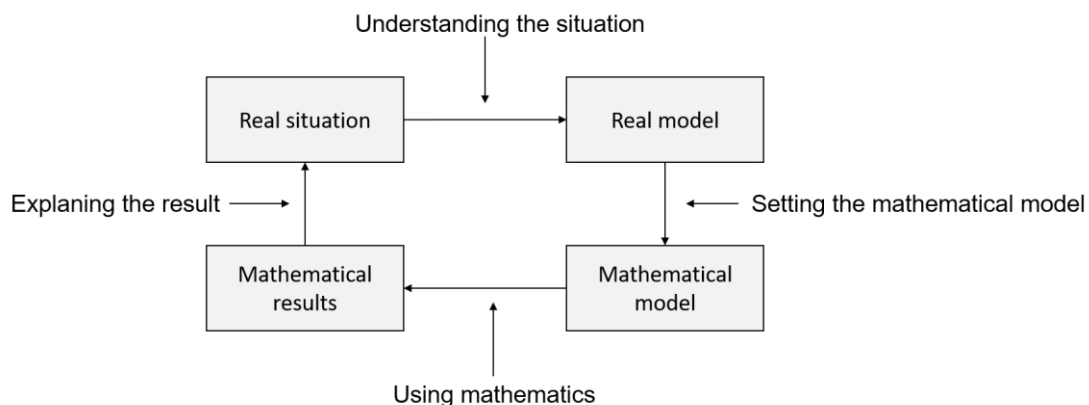 Understanding the situation
Real situation
Real model
Explaning the result
Setting the mathematical model
Mathematical
results
Mathematical
model
Using mathematics